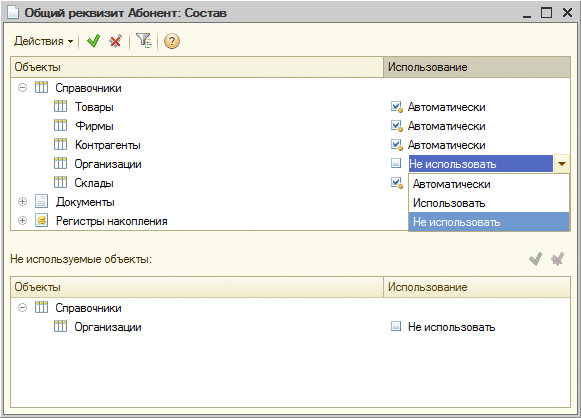 Общий реквизит Абонент: Состав
Действия
Объекты Использование
Справочники
Товары Автоматически
Фирмы Автоматически
Контрагенты Автоматически
Организации Не использовать
Склады Автоматически
Документы Использовать
Регистры накопления Не использовать
Не используемые объекты:
Объекты Использование
Справочники
Организации Не использовать